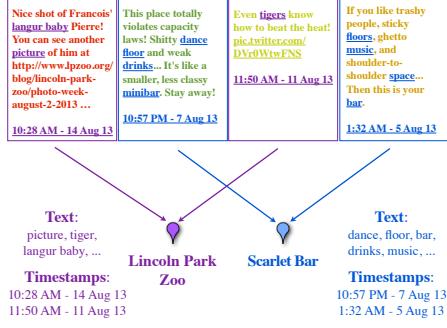 Nice shot of Francois'
langur baby Pierre!
You can see another
picture of him at
http://www.lpzoo.org/
blog/lincoln-park-
zoo/photo-week-
august-2-2013 …
10:28 AM - 14 Aug 13
This place totally
violates capacity
laws! Shitty dance
floor and weak
drinks... It's like a
smaller, less classy
minibar. Stay away!
10:57 PM - 7 Aug 13
Even tigers know
how to beat the heat!
pic.twitter.com/
DVr0WtwFNS
11:50 AM - 11 Aug 13
If you like trashy
people, sticky
floors, ghetto
music, and
shoulder-to-
shoulder space...
Then this is your
bar.
1:32 AM - 5 Aug 13
Text:
picture, tiger,
langur baby, ...
Timestamps:
10:28 AM - 14 Aug 13
11:50 AM - 11 Aug 13
Lincoln Park
Zoo
Scarlet Bar
Text:
dance, floor, bar,
drinks, music, ...
Timestamps:
10:57 PM - 7 Aug 13
1:32 AM - 5 Aug 13